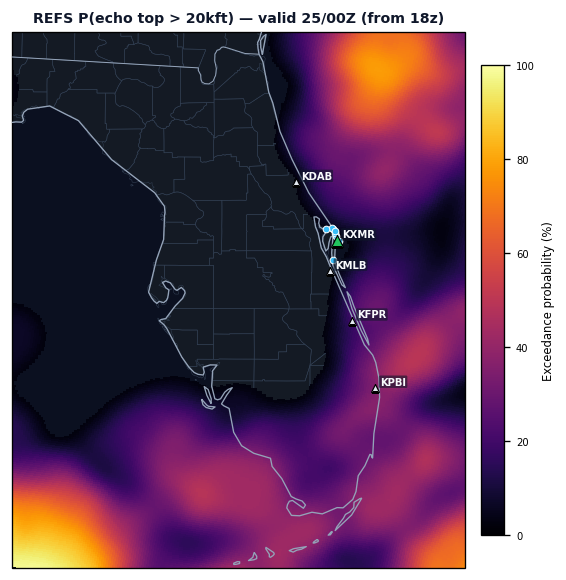 REFS P(echo top > 20kft) — valid 25/00Z (from 18z)
KDAB
KXMR
KMLB
KFPR
KPBI
100
80
60
40
20
0
Exceedance probability (%)